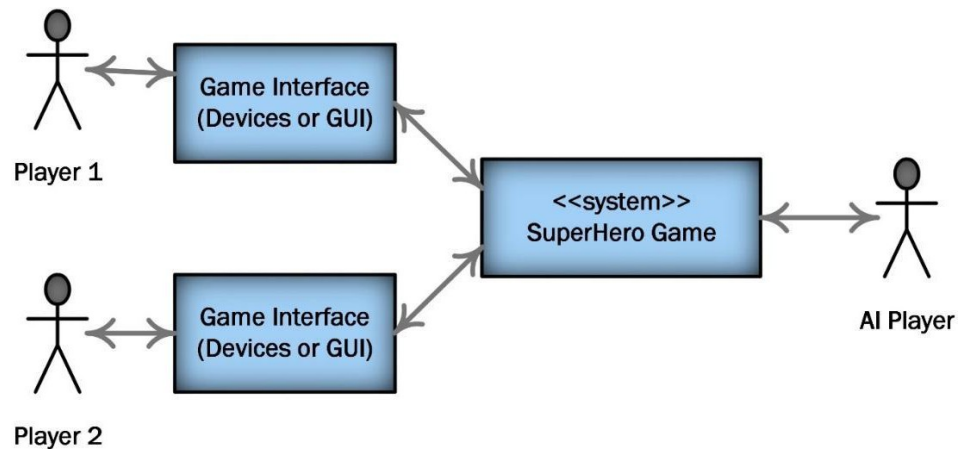 Game Interface
(Devices or GUI)
Player 1
<<system>>
SuperHero Game
Game Interface
(Devices or GUI)
AI Player
Player 2